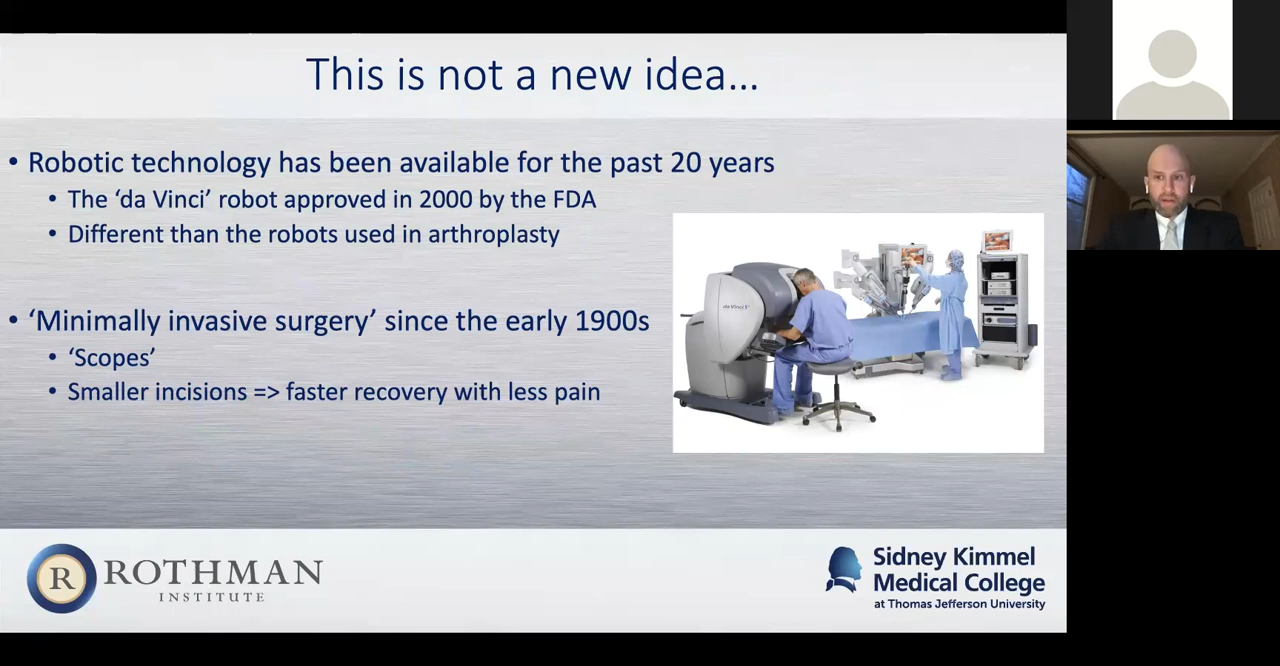 This is not a new idea...
• Robotic technology has been available for the past 20 years
• The ‘da Vinci’ robot approved in 2000 by the FDA
• Different than the robots used in arthroplasty
• ‘Minimally invasive surgery’ since the early 1900s
• ‘Scopes’
• Smaller incisions => faster recovery with less pain
da Vinci S
R ROTHMAN
INSTITUTE
Sidney Kimmel
Medical College
at Thomas Jefferson University